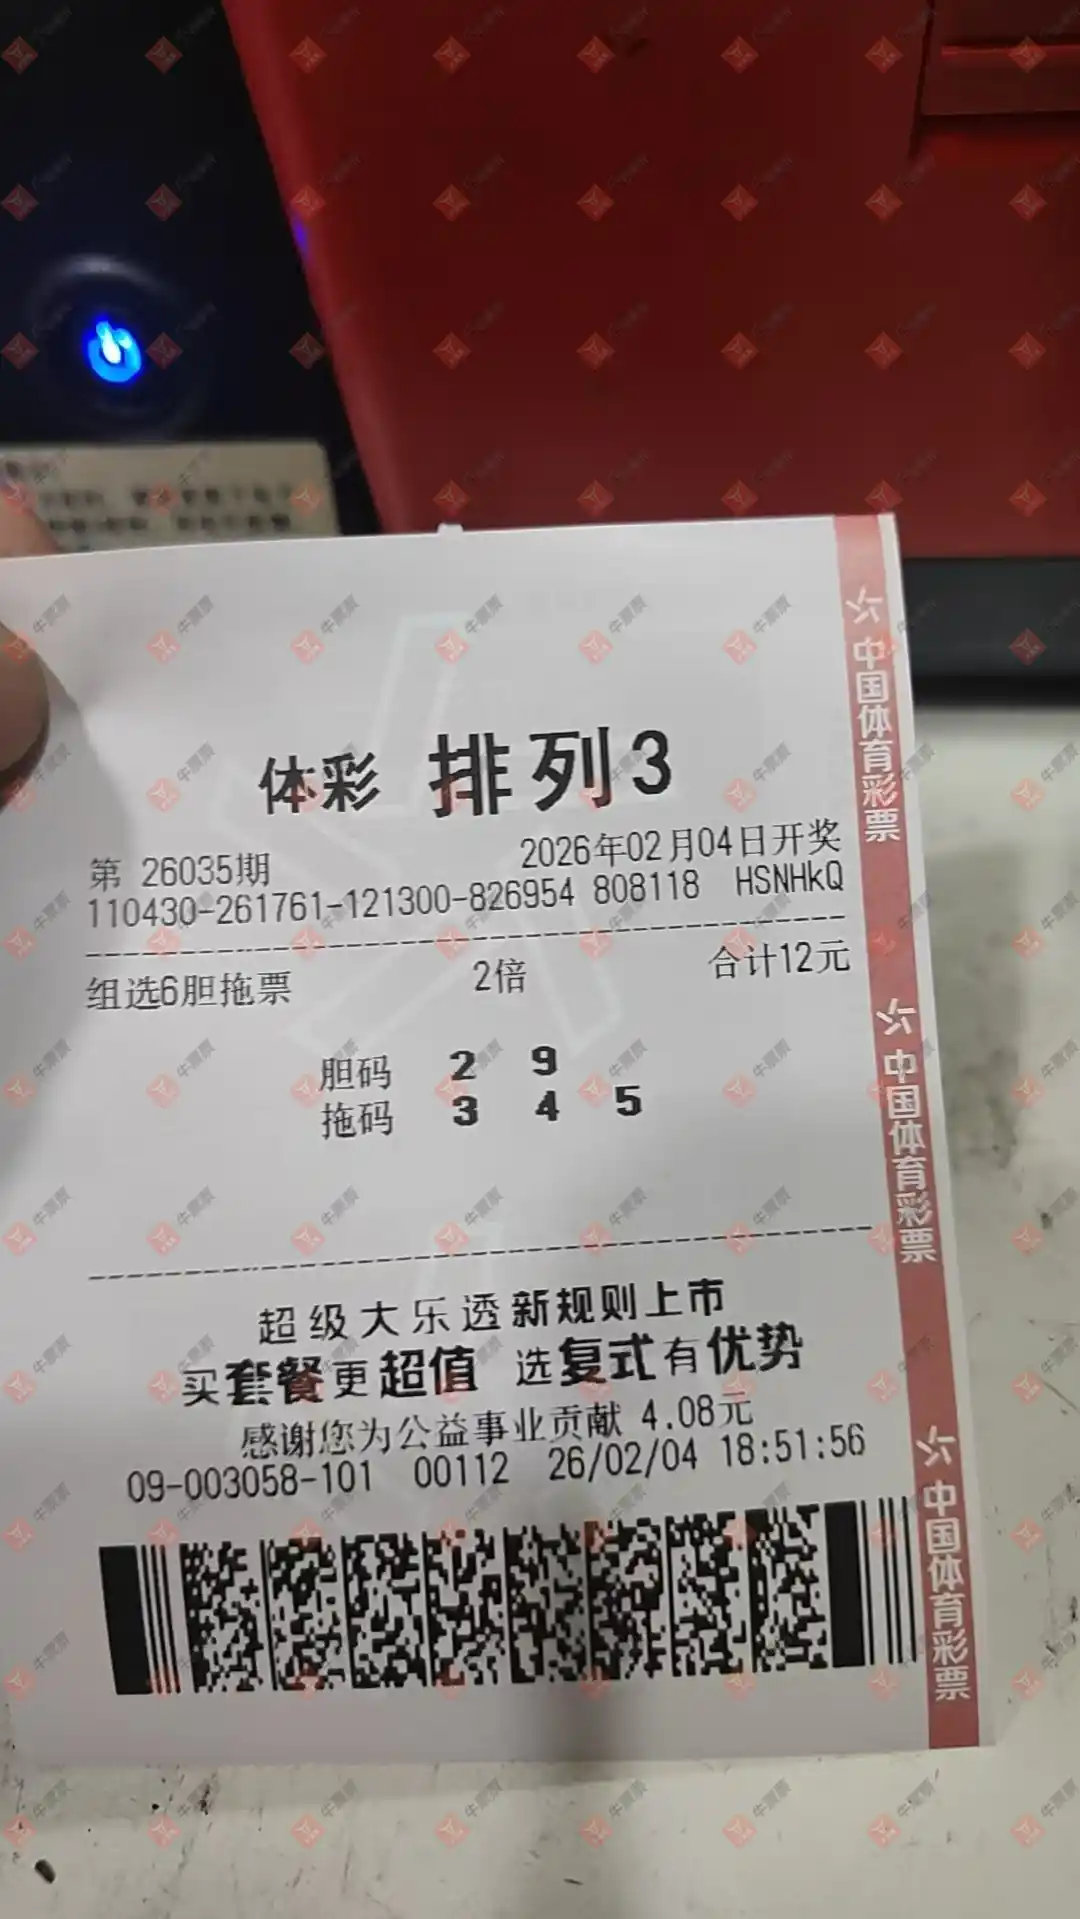 体彩 排列3
第 26035期 2026年02月04日开奖
110430-261761-121300-826954 808118 HSNHkQ
组选6胆拖票 2倍 合计12元
胆码 2 9
拖码 3 4 5
超级大乐透新规则上市
买套餐更超值 选复式有优势
感谢您为公益事业贡献 4.08元
09-003058-101 00112 26/02/04 18:51:56
中国体育彩票
中国体育彩票
中国体育彩票
牛票票